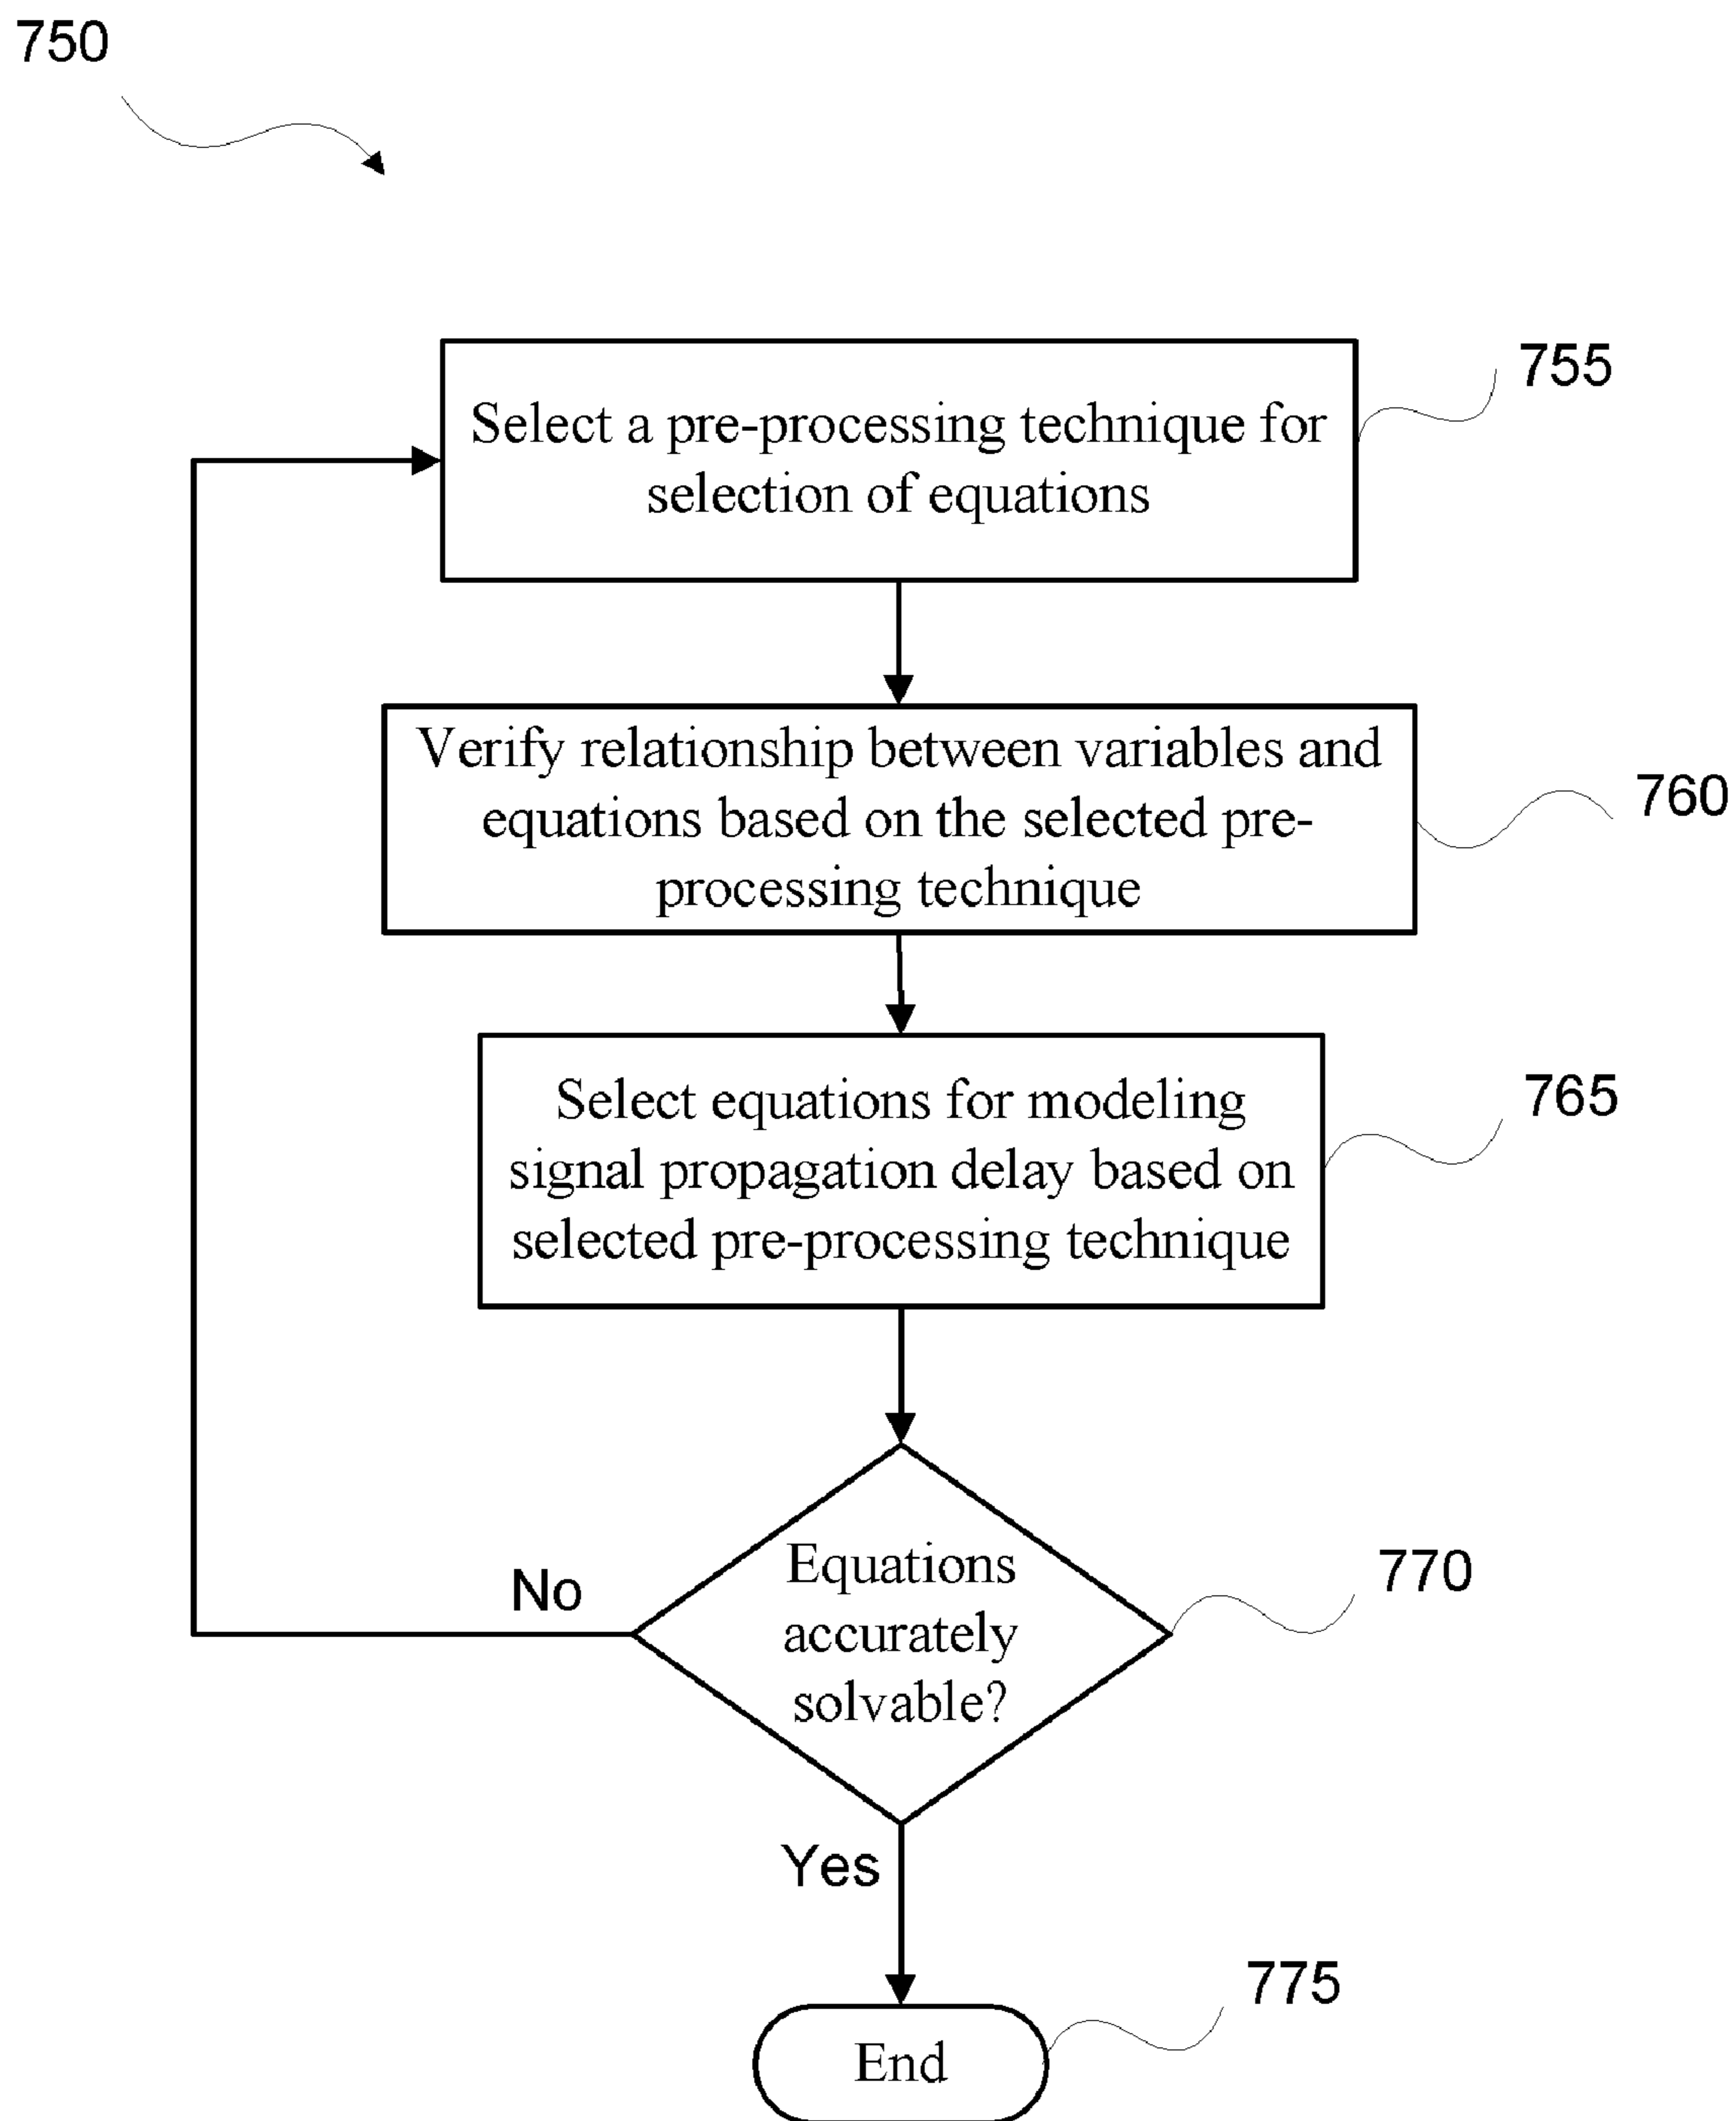 750
755
Select a pre-processing technique for
selection of equations
Verify relationship between variables and
equations based on the selected pre-
processing technique
760
765
Select equations for modeling
signal propagation delay based on
selected pre-processing technique
770
Equations
accurately
solvable?
No
Yes
775
End